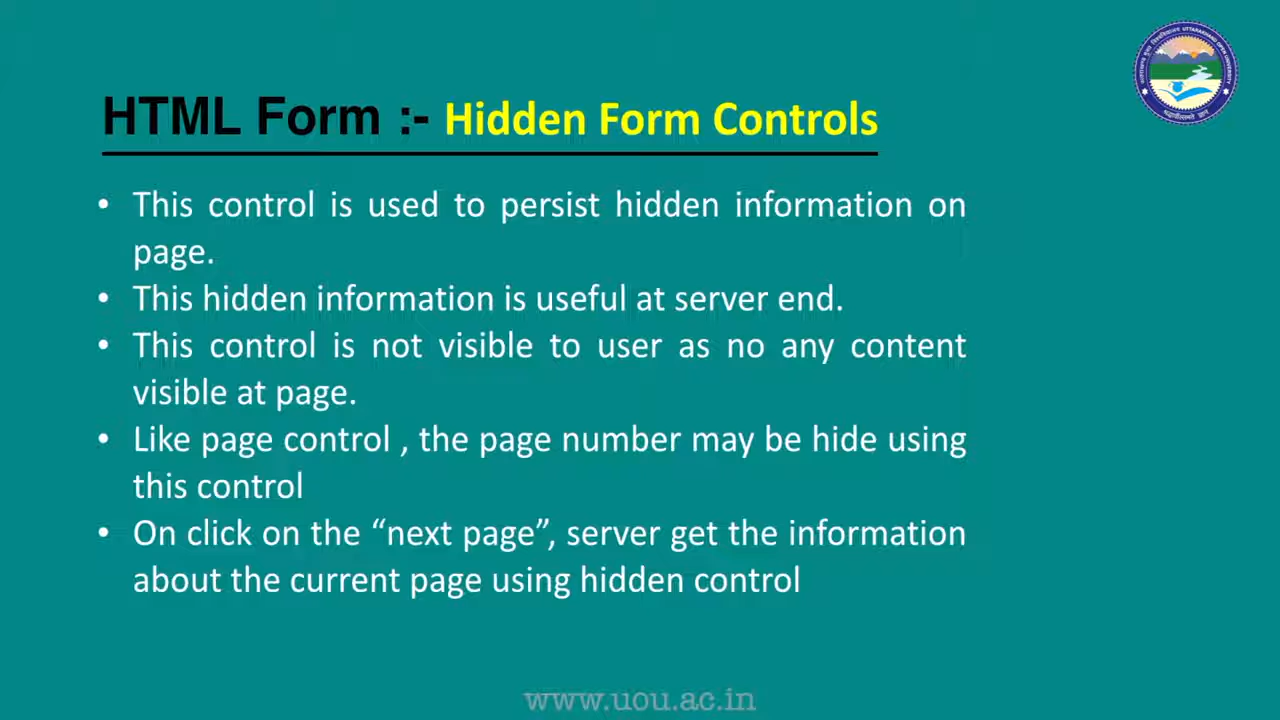 HTML Form :- Hidden Form Controls
• This control is used to persist hidden information on
page.
• This hidden information is useful at server end.
• This control is not visible to user as no any content
visible at page.
• Like page control , the page number may be hide using
this control
• On click on the “next page”, server get the information
about the current page using hidden control
www.uou.ac.in
UTTARAKHAND OPEN UNIVERSITY